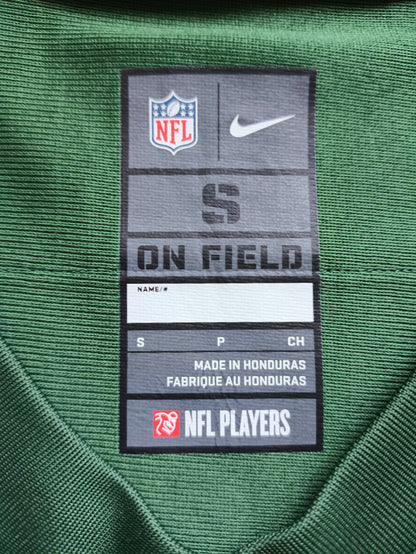 NFL
S
ON FIELD
NAME/#
S P CH
MADE IN HONDURAS
FABRIQUE AU HONDURAS
NFL PLAYERS